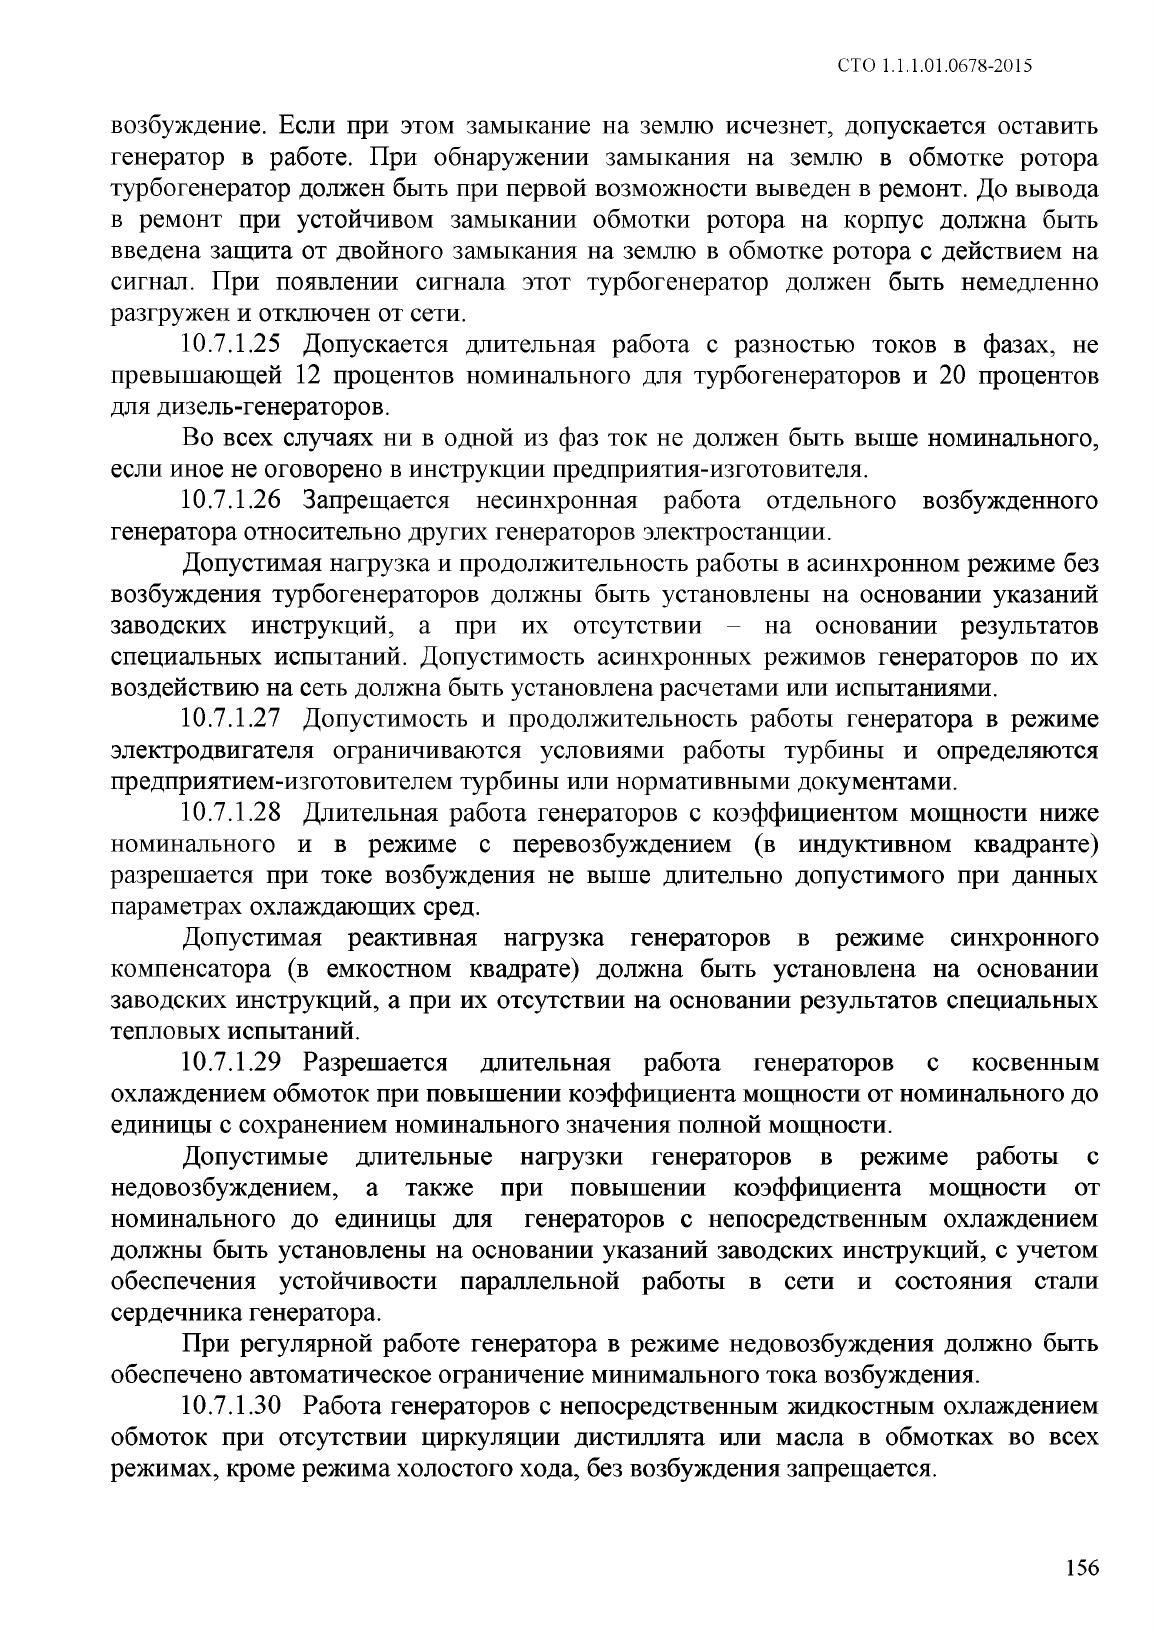 СТО 1.1.1.01.0678-2015
возбуждение. Если при этом замыкание на землю исчезнет, допускается оставить
генератор в работе. При обнаружении замыкания на землю в обмотке ротора
турбогенератор должен быть при первой возможности выведен в ремонт. До вывода
в ремонт при устойчивом замыкании обмотки ротора на корпус должна быть
введена защита от двойного замыкания на землю в обмотке ротора с действием на
сигнал. При появлении сигнала этот турбогенератор должен быть немедленно
разгружен и отключен от сети.
10.7.1.25 Допускается длительная работа с разностью токов в фазах, не
превышающей 12 процентов номинального для турбогенераторов и 20 процентов
для дизель-генераторов.
Во всех случаях ни в одной из фаз ток не должен быть выше номинального,
если иное не оговорено в инструкции предприятия-изготовителя.
10.7.1.26 Запрещается несинхронная работа отдельного возбужденного
генератора относительно других генераторов электростанции.
Допустимая нагрузка и продолжительность работы в асинхронном режиме без
возбуждения турбогенераторов должны быть установлены на основании указаний
заводских инструкций, а при их отсутствии – на основании результатов
специальных испытаний. Допустимость асинхронных режимов генераторов по их
воздействию на сеть должна быть установлена расчетами или испытаниями.
10.7.1.27 Допустимость и продолжительность работы генератора в режиме
электродвигателя ограничиваются условиями работы турбины и определяются
предприятием-изготовителем турбины или нормативными документами.
10.7.1.28 Длительная работа генераторов с коэффициентом мощности ниже
номинального и в режиме с перевозбуждением (в индуктивном квадранте)
разрешается при токе возбуждения не выше длительно допустимого при данных
параметрах охлаждающих сред.
Допустимая реактивная нагрузка генераторов в режиме синхронного
компенсатора (в емкостном квадрате) должна быть установлена на основании
заводских инструкций, а при их отсутствии на основании результатов специальных
тепловых испытаний.
10.7.1.29 Разрешается длительная работа генераторов с косвенным
охлаждением обмоток при повышении коэффициента мощности от номинального до
единицы с сохранением номинального значения полной мощности.
Допустимые длительные нагрузки генераторов в режиме работы с
недовозбуждением, а также при повышении коэффициента мощности от
номинального до единицы для генераторов с непосредственным охлаждением
должны быть установлены на основании указаний заводских инструкций, с учетом
обеспечения устойчивости параллельной работы в сети и состояния стали
сердечника генератора.
При регулярной работе генератора в режиме недовозбуждения должно быть
обеспечено автоматическое ограничение минимального тока возбуждения.
10.7.1.30 Работа генераторов с непосредственным жидкостным охлаждением
обмоток при отсутствии циркуляции дистиллята или масла в обмотках во всех
режимах, кроме режима холостого хода, без возбуждения запрещается.
156